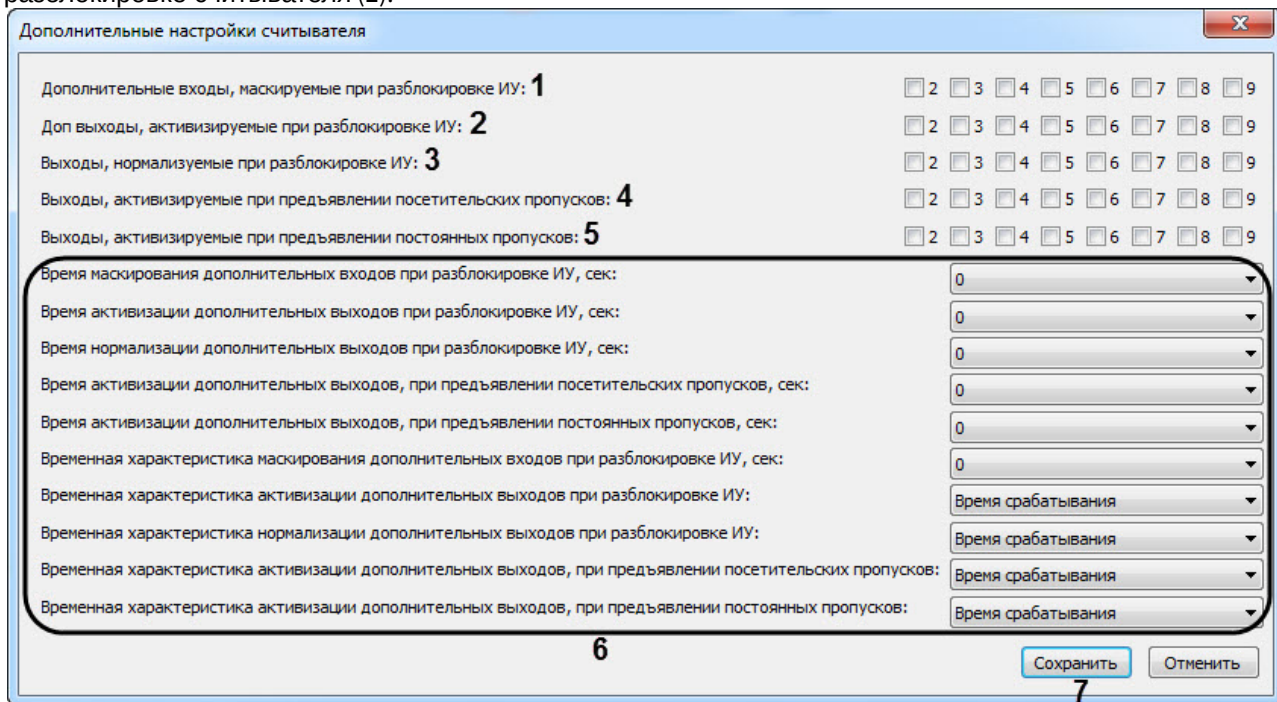 разблокировке считывателя (2).
Дополнительные настройки считывателя
Дополнительные входы, маскируемые при разблокировке ИУ: 1 2 3 4 5 6 7 8 9
Доп выходы, активизируемые при разблокировке ИУ: 2 2 3 4 5 6 7 8 9
Выходы, нормализуемые при разблокировке ИУ: 3 2 3 4 5 6 7 8 9
Выходы, активизируемые при предъявлении посетительских пропусков: 4 2 3 4 5 6 7 8 9
Выходы, активизируемые при предъявлении постоянных пропусков: 5 2 3 4 5 6 7 8 9
Время маскирования дополнительных входов при разблокировке ИУ, сек: 0
Время активизации дополнительных выходов при разблокировке ИУ, сек: 0
Время нормализации дополнительных выходов при разблокировке ИУ, сек: 0
Время активизации дополнительных выходов, при предъявлении посетительских пропусков, сек: 0
Время активизации дополнительных выходов, при предъявлении постоянных пропусков, сек: 0
Временная характеристика маскирования дополнительных входов при разблокировке ИУ, сек: 0
Временная характеристика активизации дополнительных выходов при разблокировке ИУ: Время срабатывания
Временная характеристика нормализации дополнительных выходов при разблокировке ИУ: Время срабатывания
Временная характеристика активизации дополнительных выходов, при предъявлении посетительских пропусков: Время срабатывания
Временная характеристика активизации дополнительных выходов, при предъявлении постоянных пропусков: Время срабатывания
6
Сохранить Отменить
7